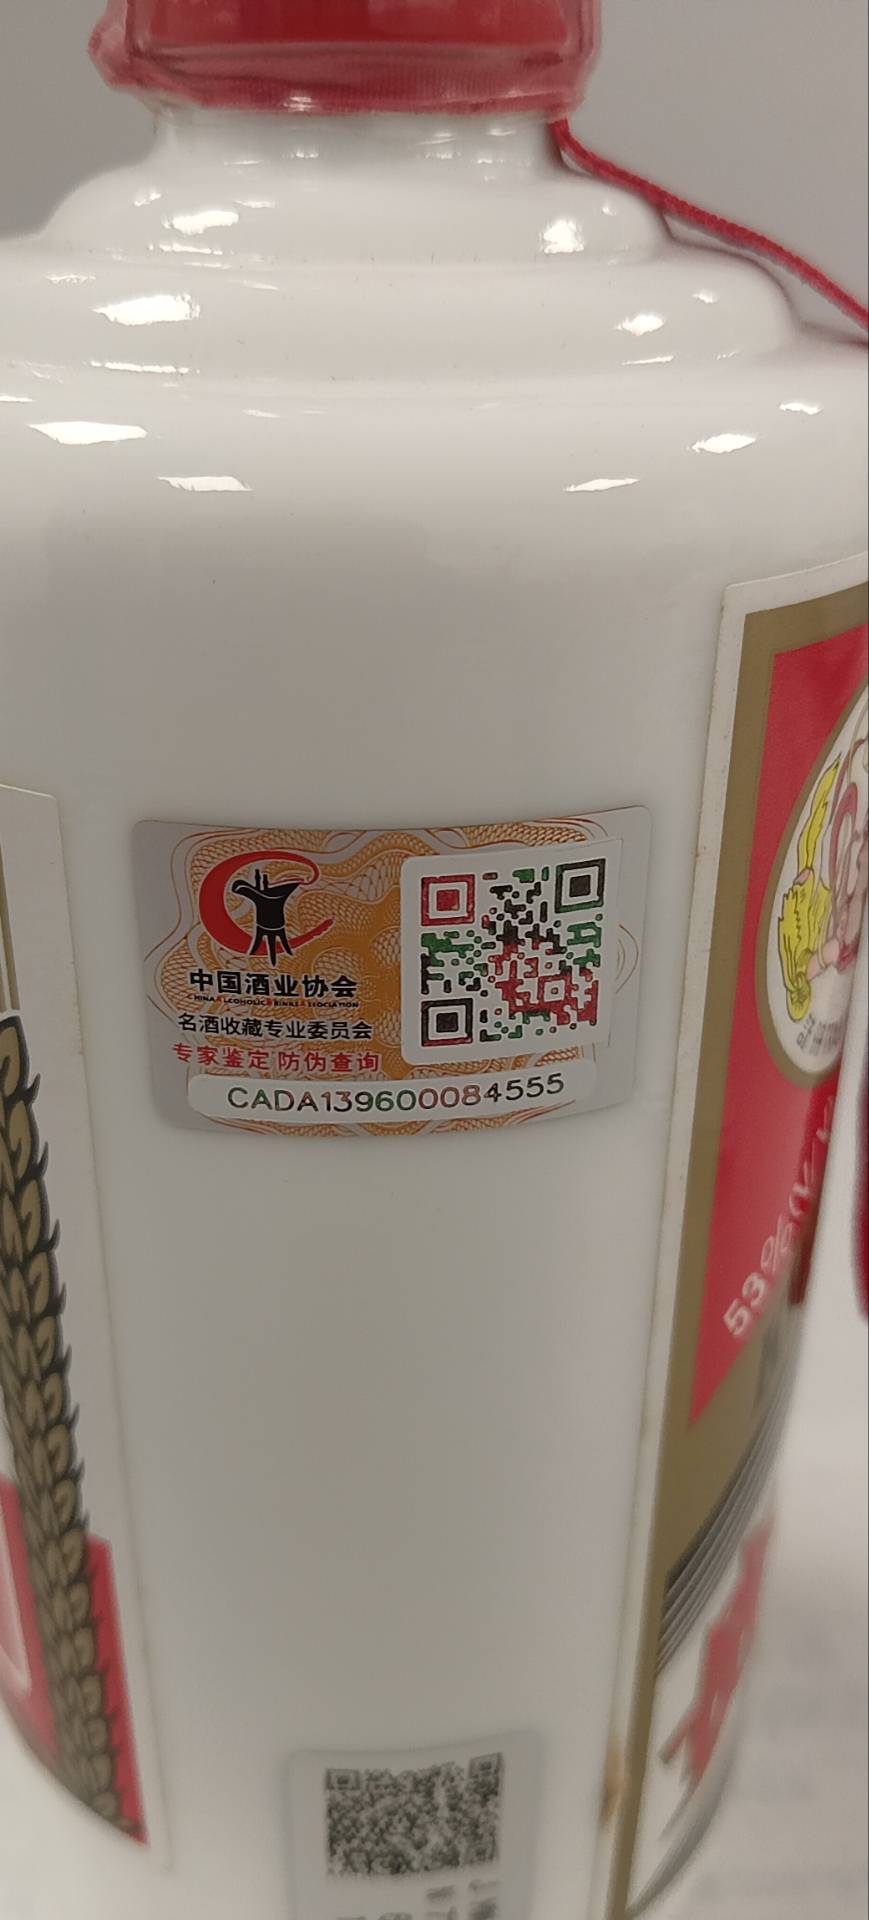 中国酒业协会
CHINA ALCOHOLIC DRINKS ASSOCIATION
名酒收藏专业委员会
专家鉴定 防伪查询
CADA139600084555
53%(V/V)